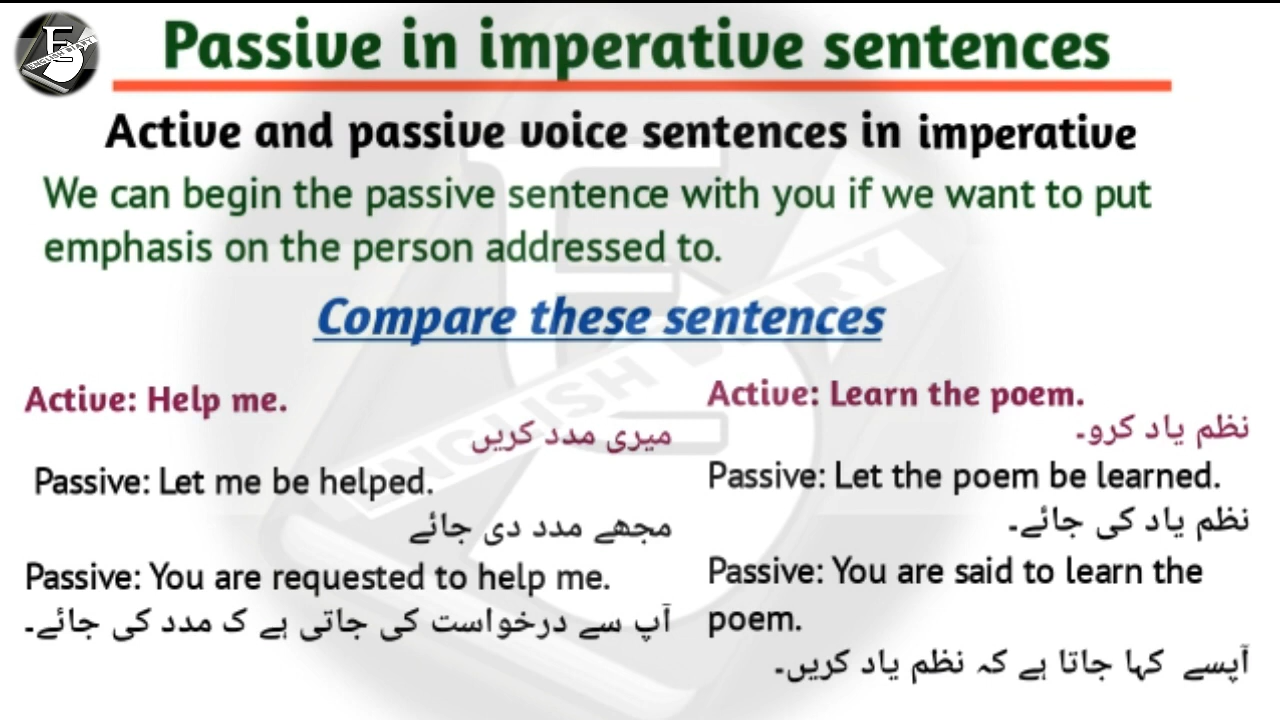 Passive in imperative sentences
Active and passive voice sentences in imperative
We can begin the passive sentence with you if we want to put
emphasis on the person addressed to.
Compare these sentences
Active: Help me.
میری مدد کریں
Passive: Let me be helped.
مجھے مدد دی جائے
Passive: You are requested to help me.
آپ سے درخواست کی جاتی ہے ک مدد کی جائے۔
Active: Learn the poem.
نظم یاد کرو۔
Passive: Let the poem be learned.
نظم یاد کی جائے۔
Passive: You are said to learn the
poem.
آپسے کہا جاتا ہے کہ نظم یاد کریں۔
E
ENGLISH DIARY